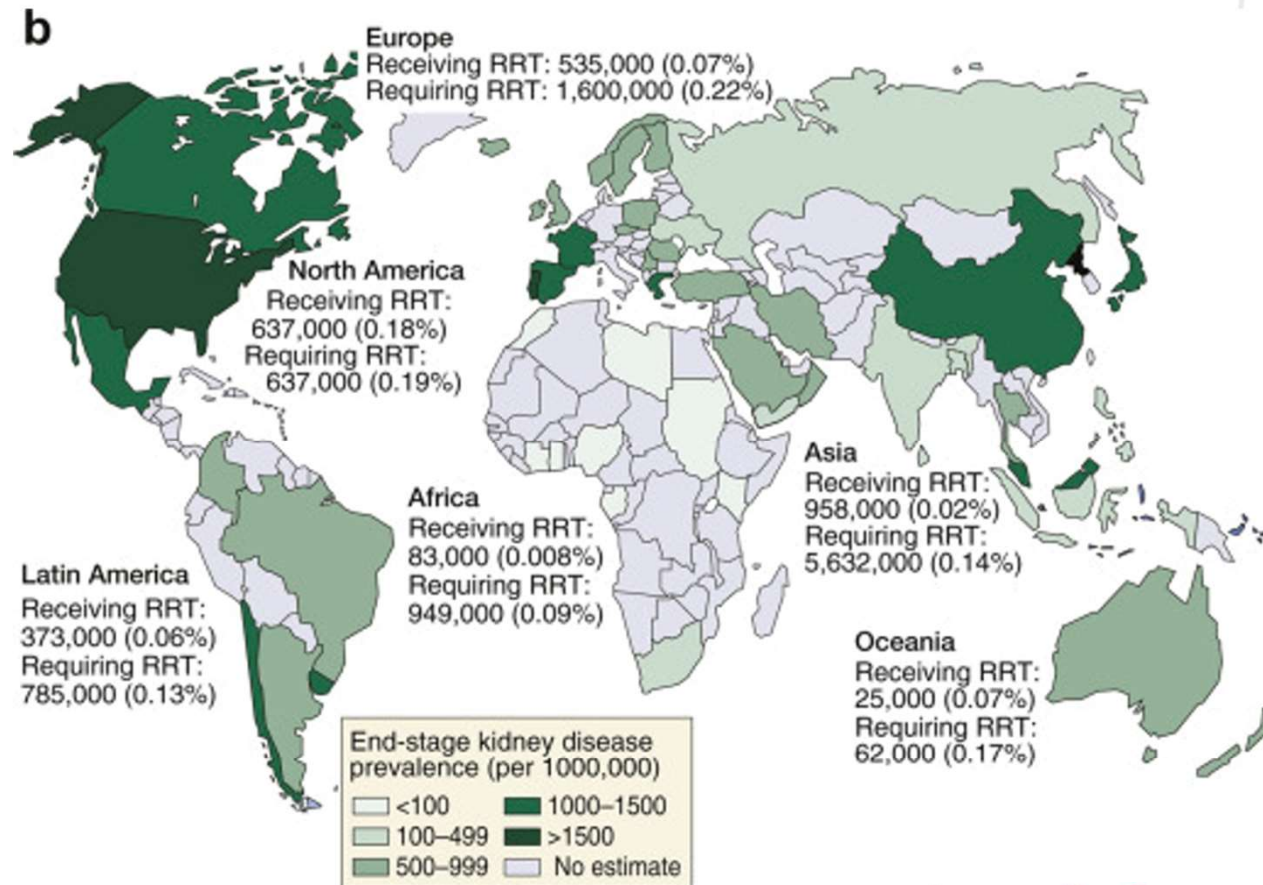 b
Europe
Receiving RRT: 535,000 (0.07%)
Requiring RRT: 1,600,000 (0.22%)
North America
Receiving RRT:
637,000 (0.18%)
Requiring RRT:
637,000 (0.19%)
Asia
Receiving RRT:
958,000 (0.02%)
Requiring RRT:
5,632,000 (0.14%)
Africa
Receiving RRT:
83,000 (0.008%)
Requiring RRT:
949,000 (0.09%)
Latin America
Receiving RRT:
373,000 (0.06%)
Requiring RRT:
785,000 (0.13%)
Oceania
Receiving RRT:
25,000 (0.07%)
Requiring RRT:
62,000 (0.17%)
End-stage kidney disease
prevalence (per 1000,000)
<100
1000–1500
100–499
>1500
500–999
No estimate